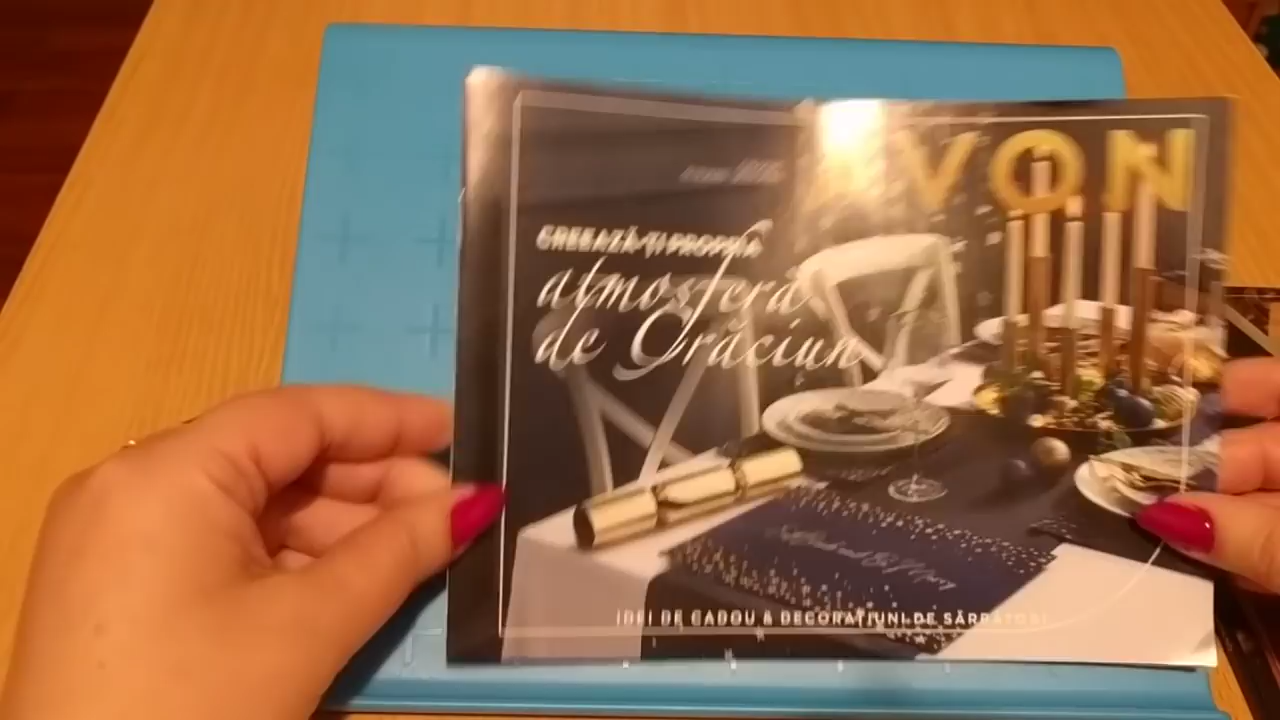 VON
CREEAZĂ-ȚI PROPRIA
atmosferă
de Crăciun
IDEI DE CADOU & DECORAȚIUNI DE SĂRBĂTORI